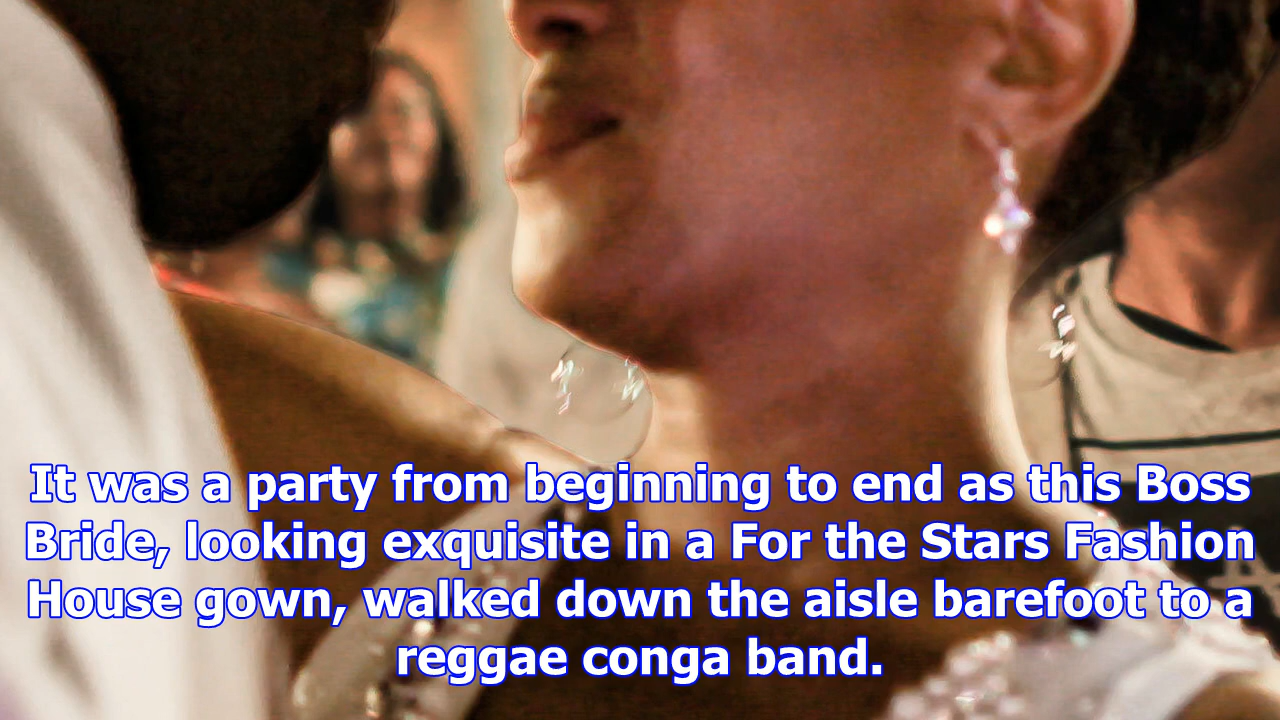 It was a party from beginning to end as this Boss
Bride, looking exquisite in a For the Stars Fashion
House gown, walked down the aisle barefoot to a
reggae conga band.